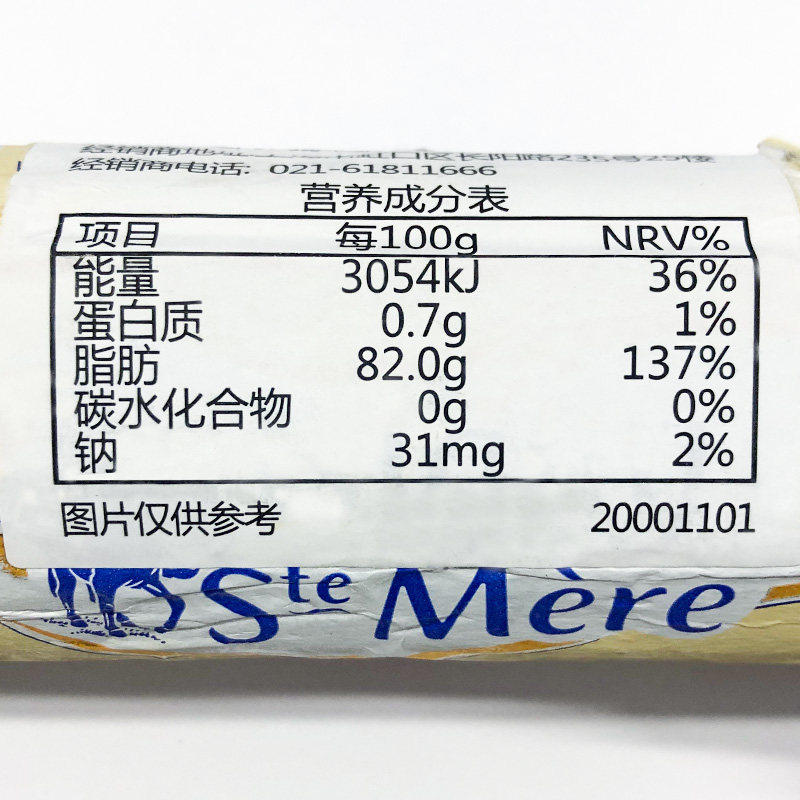 经销商电话: 021-61811666
营养成分表
项目 每100g NRV%
能量 3054kJ 36%
蛋白质 0.7g 1%
脂肪 82.0g 137%
碳水化合物 0g 0%
钠 31mg 2%
图片仅供参考 20001101
Ste Mère